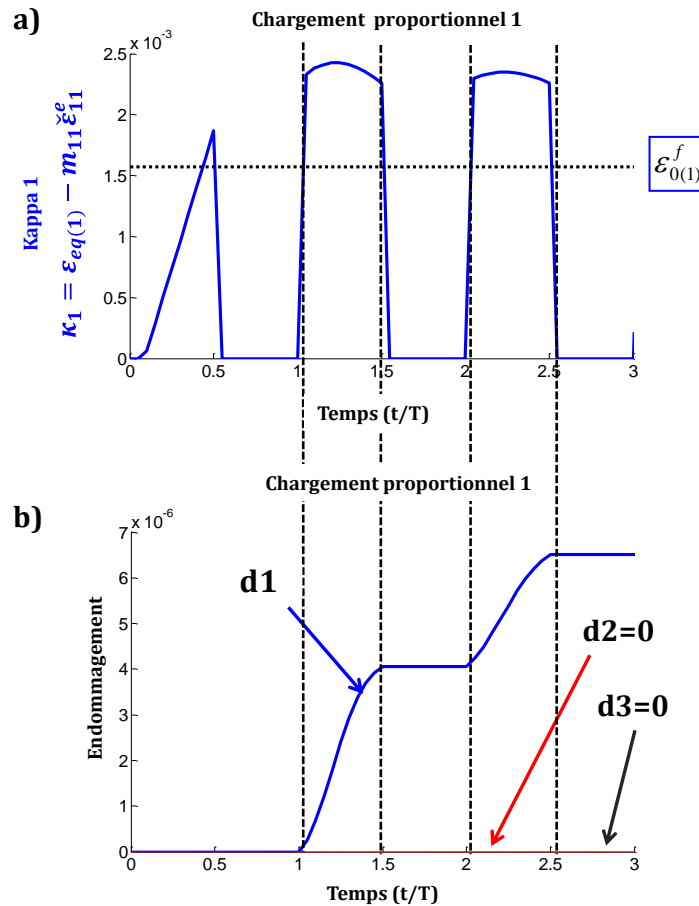 a)
Chargement proportionnel 1
x 10⁻³
2.5
2
1.5
1
0.5
0
Kappa 1
κ₁ = ε_eq(1) − m₁₁ε̌ᵉ₁₁
ε^f_0(1)
0
0.5
1
1.5
2
2.5
3
Temps (t/T)
Chargement proportionnel 1
b)
x 10⁻⁶
7
6
5
4
3
2
1
0
Endommagement
d1
d2=0
d3=0
0
0.5
1
1.5
2
2.5
3
Temps (t/T)